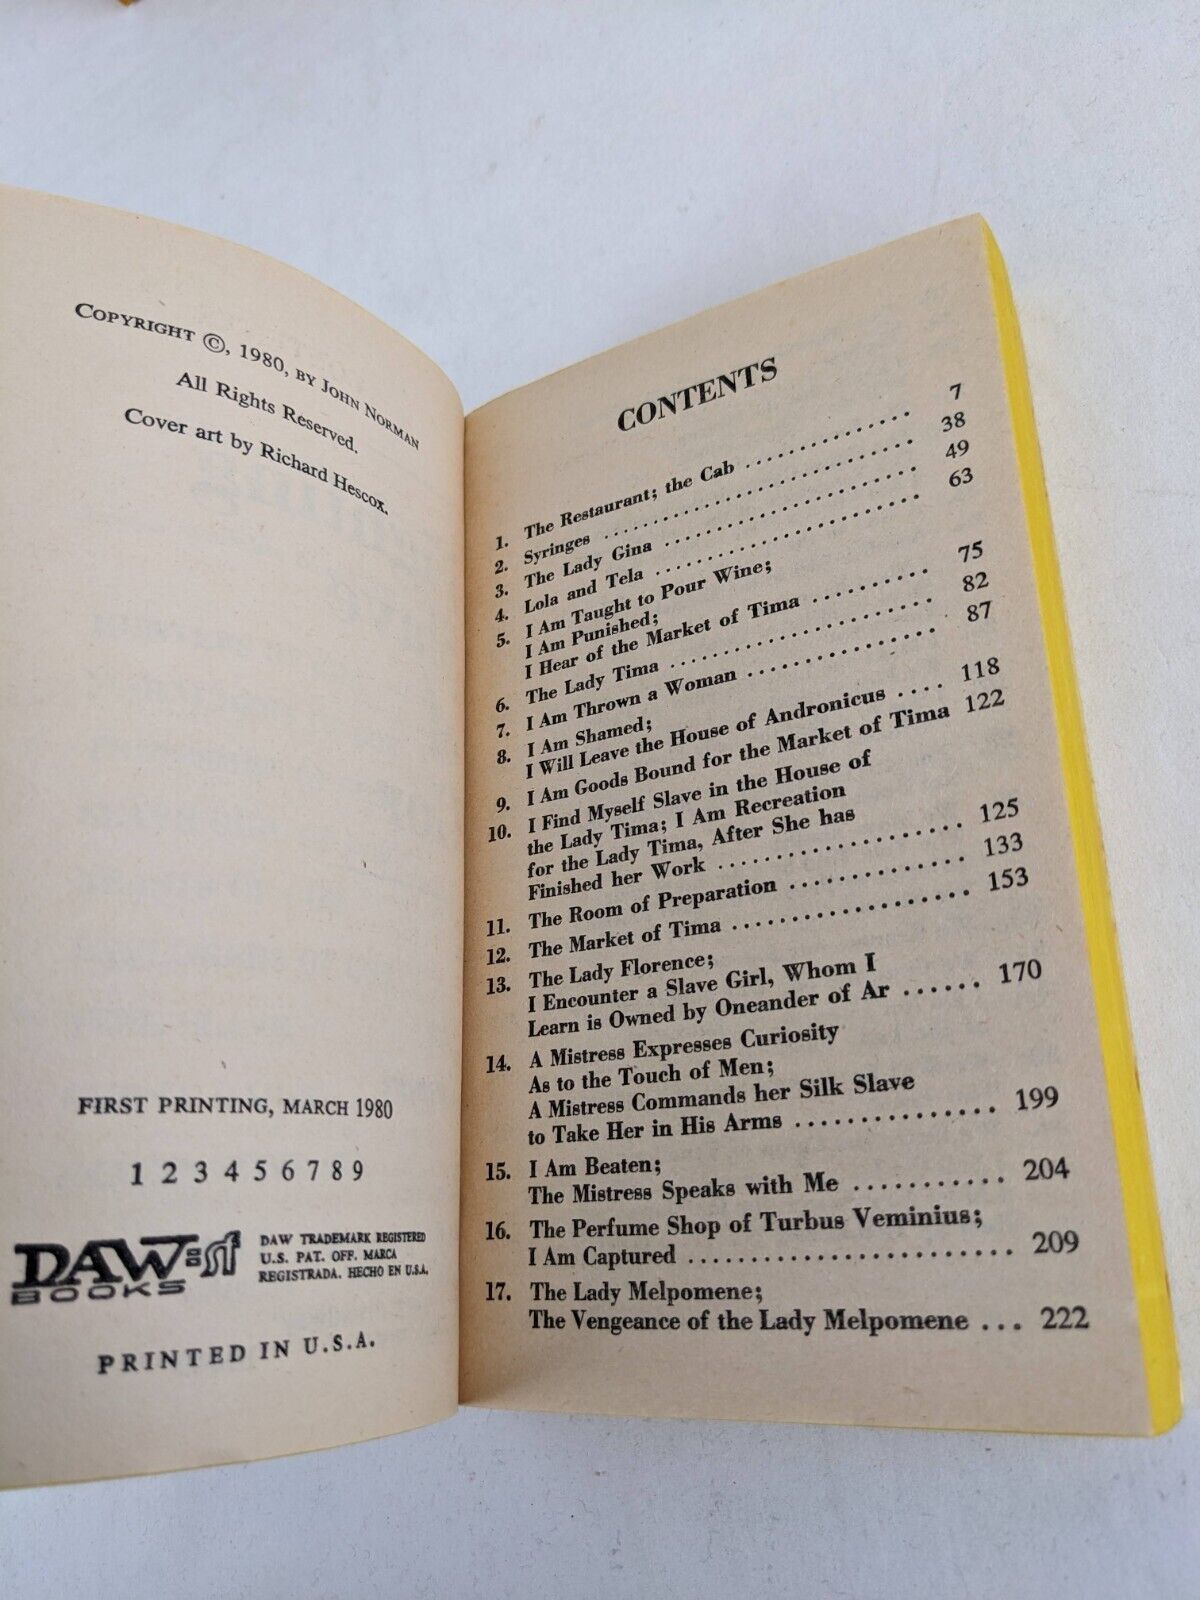 COPYRIGHT ©, 1980, BY JOHN NORMAN
All Rights Reserved.
Cover art by Richard Hescox.
FIRST PRINTING, MARCH 1980
1 2 3 4 5 6 7 8 9
DAW BOOKS
DAW TRADEMARK REGISTERED
U.S. PAT. OFF. MARCA
REGISTRADA. HECHO EN U.S.A.
PRINTED IN U.S.A.
CONTENTS
1. The Restaurant; the Cab ............... 7
2. Syringes ............................ 38
3. The Lady Gina ...................... 49
4. Lola and Tela ....................... 63
5. I Am Taught to Pour Wine;
I Am Punished;
I Hear of the Market of Tima .......... 75
6. The Lady Tima ...................... 82
7. I Am Thrown a Woman ............... 87
8. I Am Shamed;
I Will Leave the House of Andronicus .... 118
9. I Am Goods Bound for the Market of Tima 122
10. I Find Myself Slave in the House of
the Lady Tima; I Am Recreation
for the Lady Tima, After She has
Finished her Work .................. 125
11. The Room of Preparation ............. 133
12. The Market of Tima .................. 153
13. The Lady Florence;
I Encounter a Slave Girl, Whom I
Learn is Owned by Oneander of Ar ...... 170
14. A Mistress Expresses Curiosity
As to the Touch of Men;
A Mistress Commands her Silk Slave
to Take Her in His Arms .............. 199
15. I Am Beaten;
The Mistress Speaks with Me ........... 204
16. The Perfume Shop of Turbus Veminius;
I Am Captured ........................ 209
17. The Lady Melpomene;
The Vengeance of the Lady Melpomene ... 222